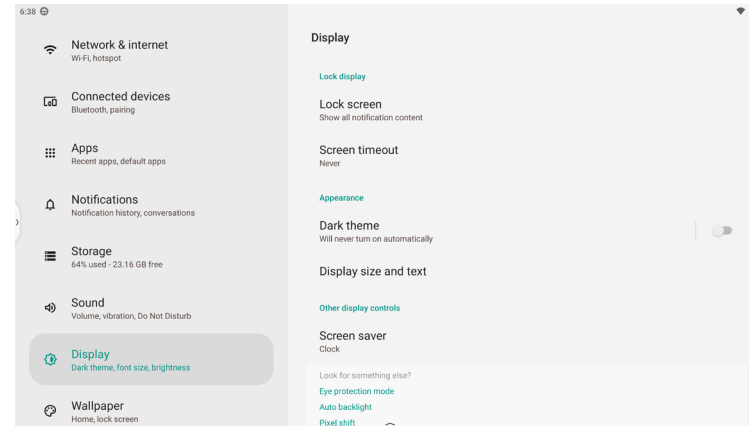 6:38
Network & internet
Wi-Fi, hotspot
Connected devices
Bluetooth, pairing
Apps
Recent apps, default apps
Notifications
Notification history, conversations
Storage
64% used - 23.16 GB free
Sound
Volume, vibration, Do Not Disturb
Display
Dark theme, font size, brightness
Wallpaper
Home, lock screen
Display
Lock display
Lock screen
Show all notification content
Screen timeout
Never
Appearance
Dark theme
Will never turn on automatically
Display size and text
Other display controls
Screen saver
Clock
Look for something else?
Eye protection mode
Auto backlight
Pixel shift